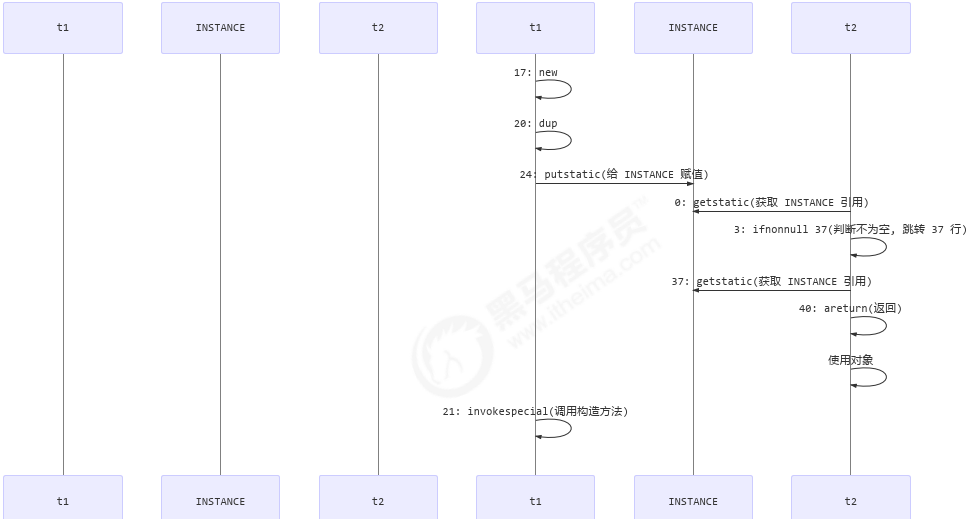 t1 INSTANCE t2 t1 INSTANCE t2
17: new
20: dup
24: putstatic(给 INSTANCE 赋值)
0: getstatic(获取 INSTANCE 引用)
3: ifnonnull 37(判断不为空, 跳转 37 行)
37: getstatic(获取 INSTANCE 引用)
40: areturn(返回)
使用对象
21: invokespecial(调用构造方法)
t1 INSTANCE t2 t1 INSTANCE t2
黑马程序员™
www.itheima.com